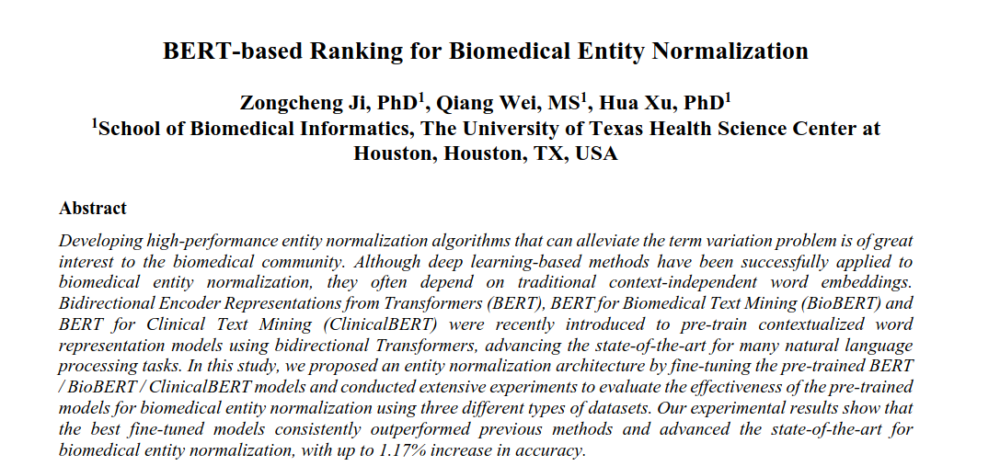 BERT-based Ranking for Biomedical Entity Normalization
Zongcheng Ji, PhD1, Qiang Wei, MS1, Hua Xu, PhD1
1School of Biomedical Informatics, The University of Texas Health Science Center at
Houston, Houston, TX, USA
Abstract
Developing high-performance entity normalization algorithms that can alleviate the term variation problem is of great
interest to the biomedical community. Although deep learning-based methods have been successfully applied to
biomedical entity normalization, they often depend on traditional context-independent word embeddings.
Bidirectional Encoder Representations from Transformers (BERT), BERT for Biomedical Text Mining (BioBERT) and
BERT for Clinical Text Mining (ClinicalBERT) were recently introduced to pre-train contextualized word
representation models using bidirectional Transformers, advancing the state-of-the-art for many natural language
processing tasks. In this study, we proposed an entity normalization architecture by fine-tuning the pre-trained BERT
/ BioBERT / ClinicalBERT models and conducted extensive experiments to evaluate the effectiveness of the pre-trained
models for biomedical entity normalization using three different types of datasets. Our experimental results show that
the best fine-tuned models consistently outperformed previous methods and advanced the state-of-the-art for
biomedical entity normalization, with up to 1.17% increase in accuracy.